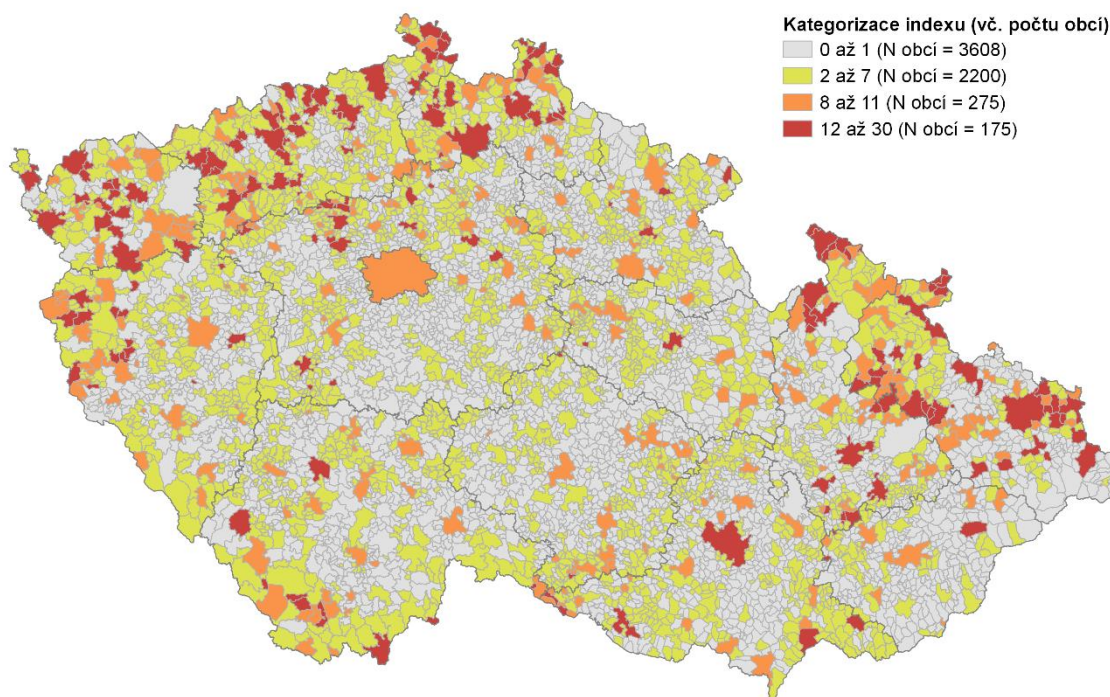 Kategorizace indexu (vč. počtu obcí)
0 až 1 (N obcí = 3608)
2 až 7 (N obcí = 2200)
8 až 11 (N obcí = 275)
12 až 30 (N obcí = 175)